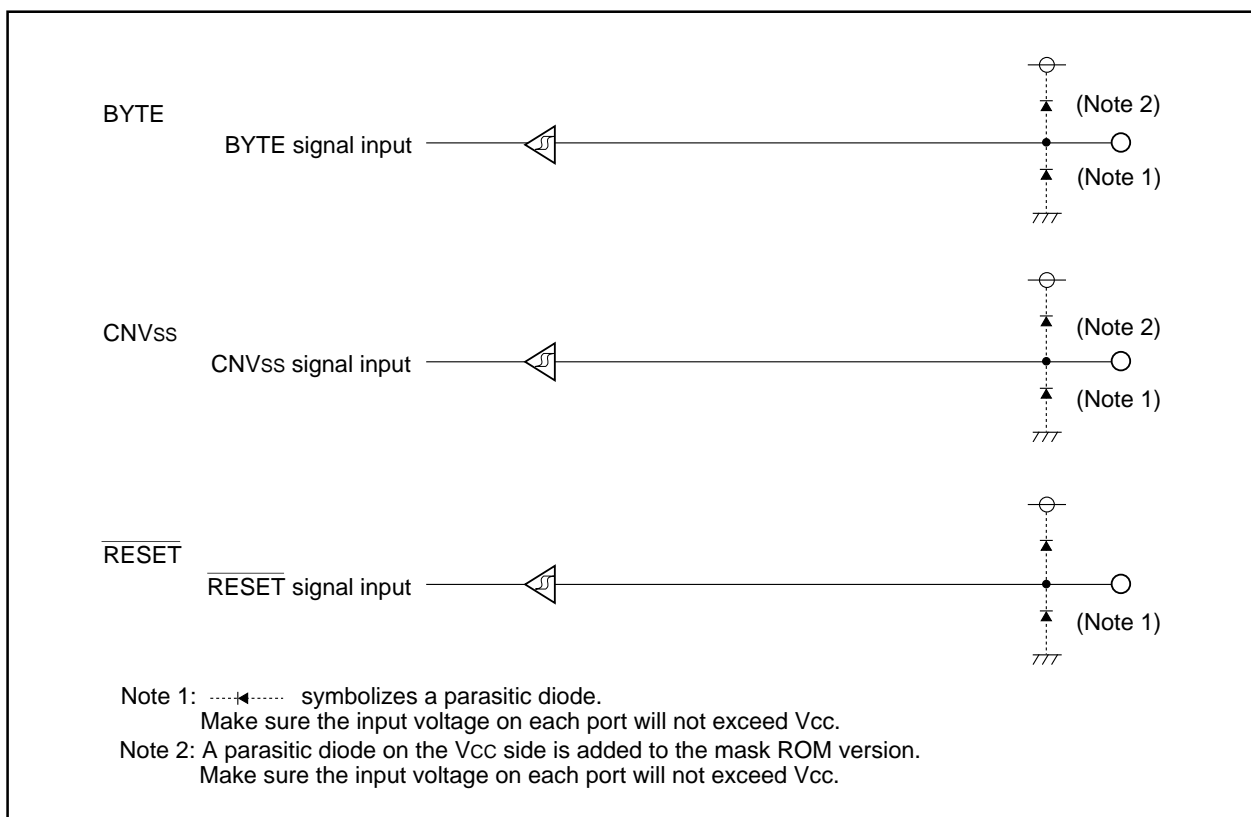 (Note 2)
BYTE
BYTE signal input
(Note 1)
(Note 2)
CNVss
CNVss signal input
(Note 1)
RESET
RESET signal input
(Note 1)
Note 1: symbolizes a parasitic diode.
Make sure the input voltage on each port will not exceed Vcc.
Note 2: A parasitic diode on the VCC side is added to the mask ROM version.
Make sure the input voltage on each port will not exceed Vcc.